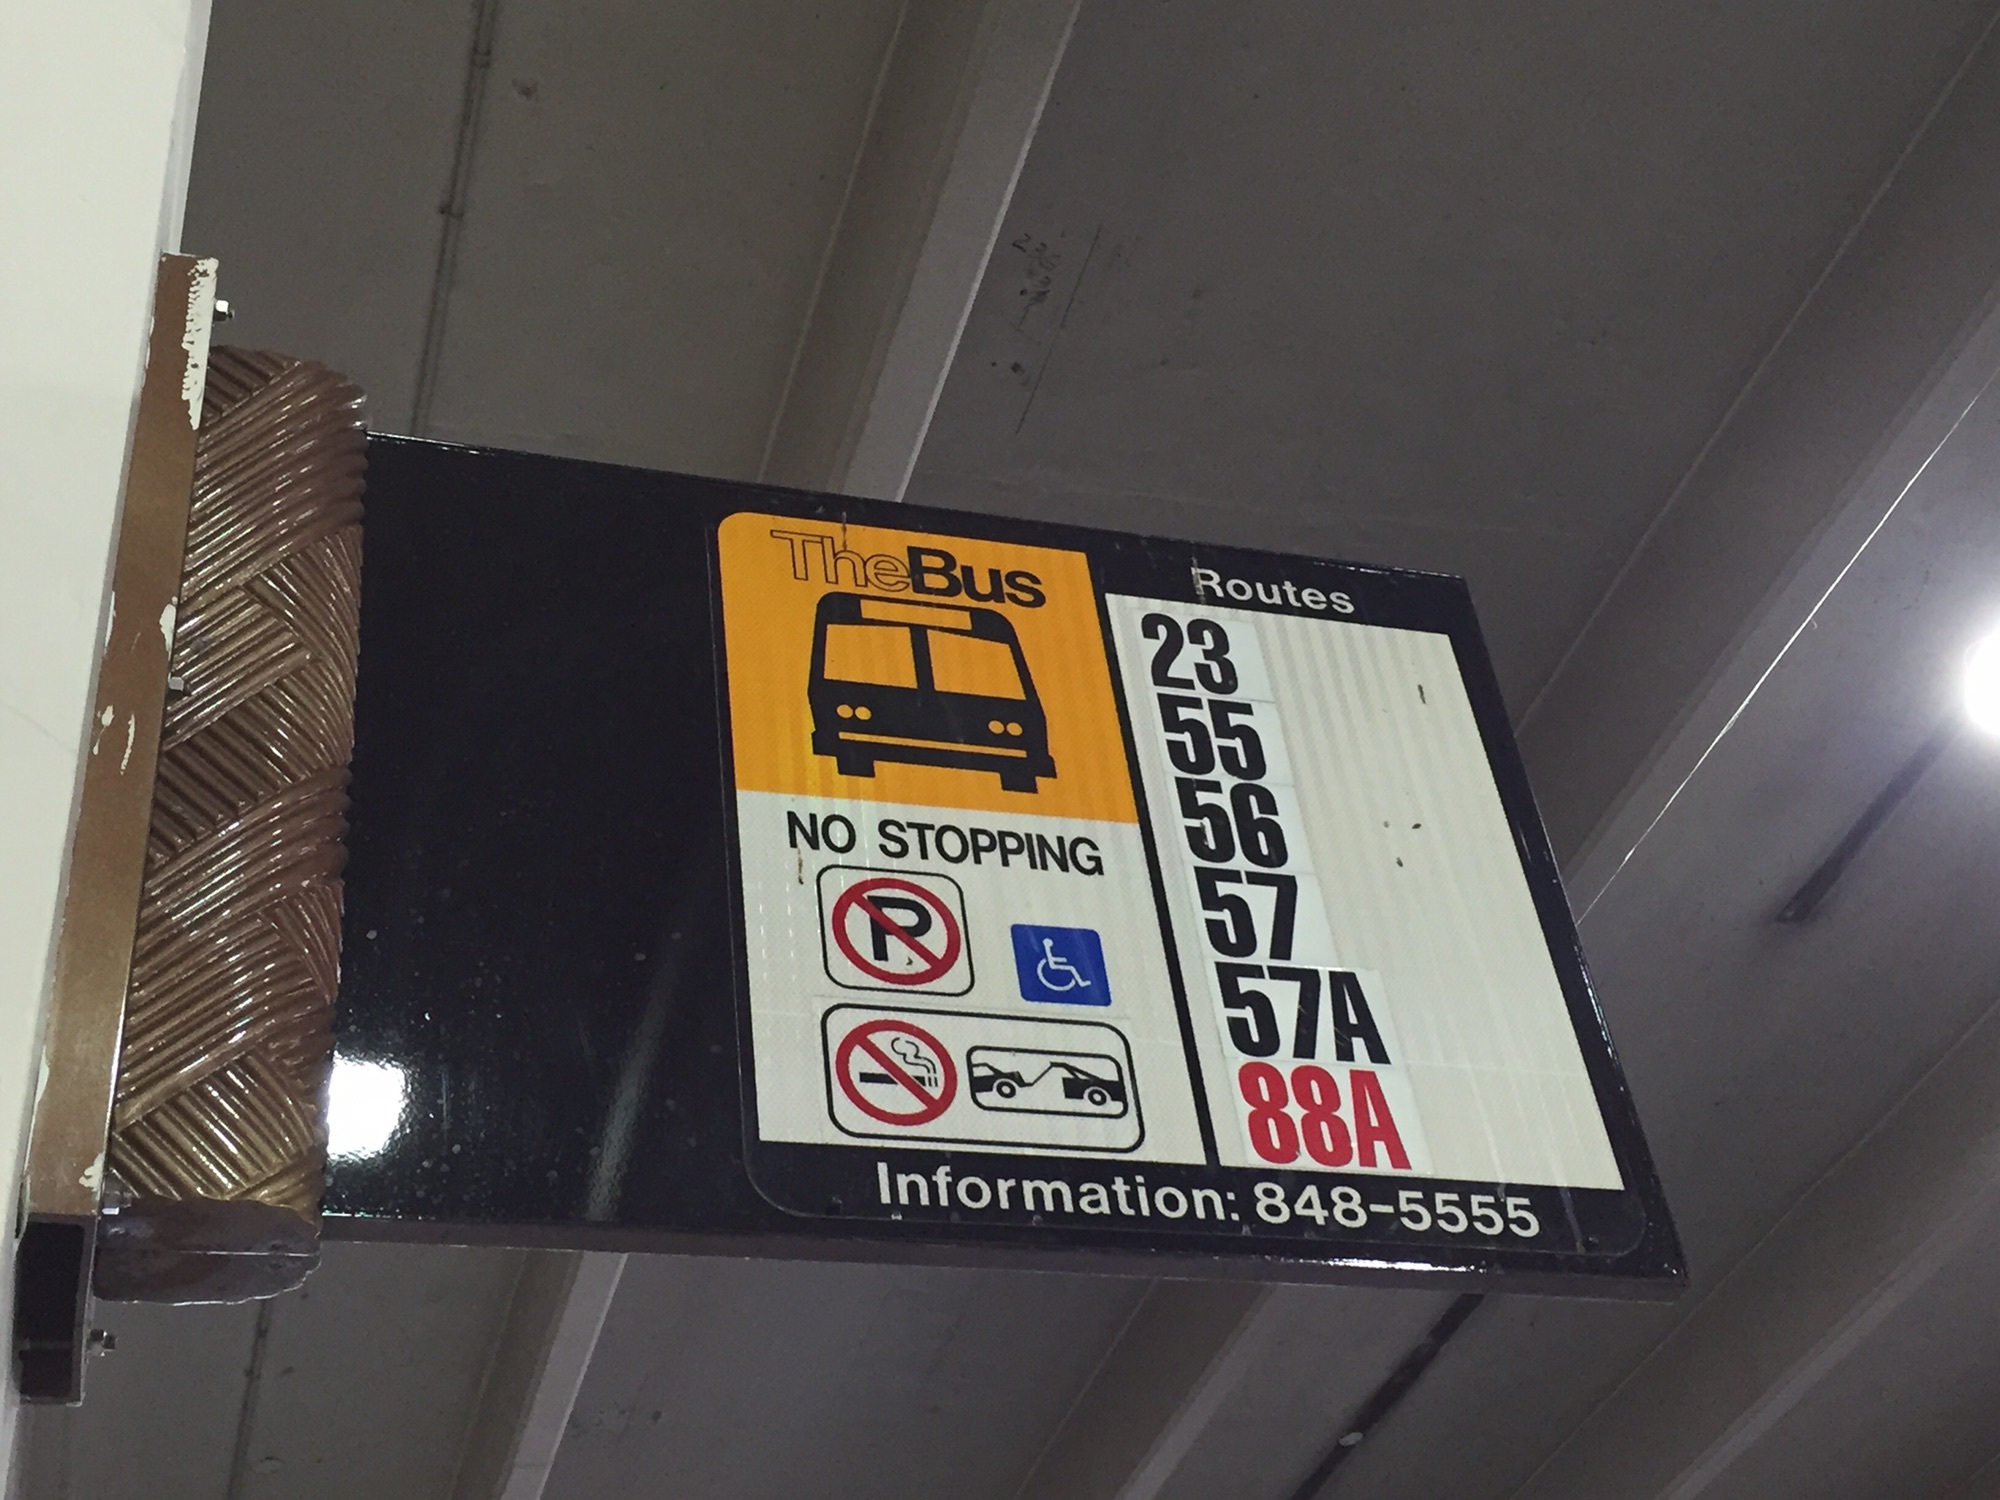 TheBus
NO STOPPING
P
Routes
23
55
56
57
57A
88A
Information: 848-5555